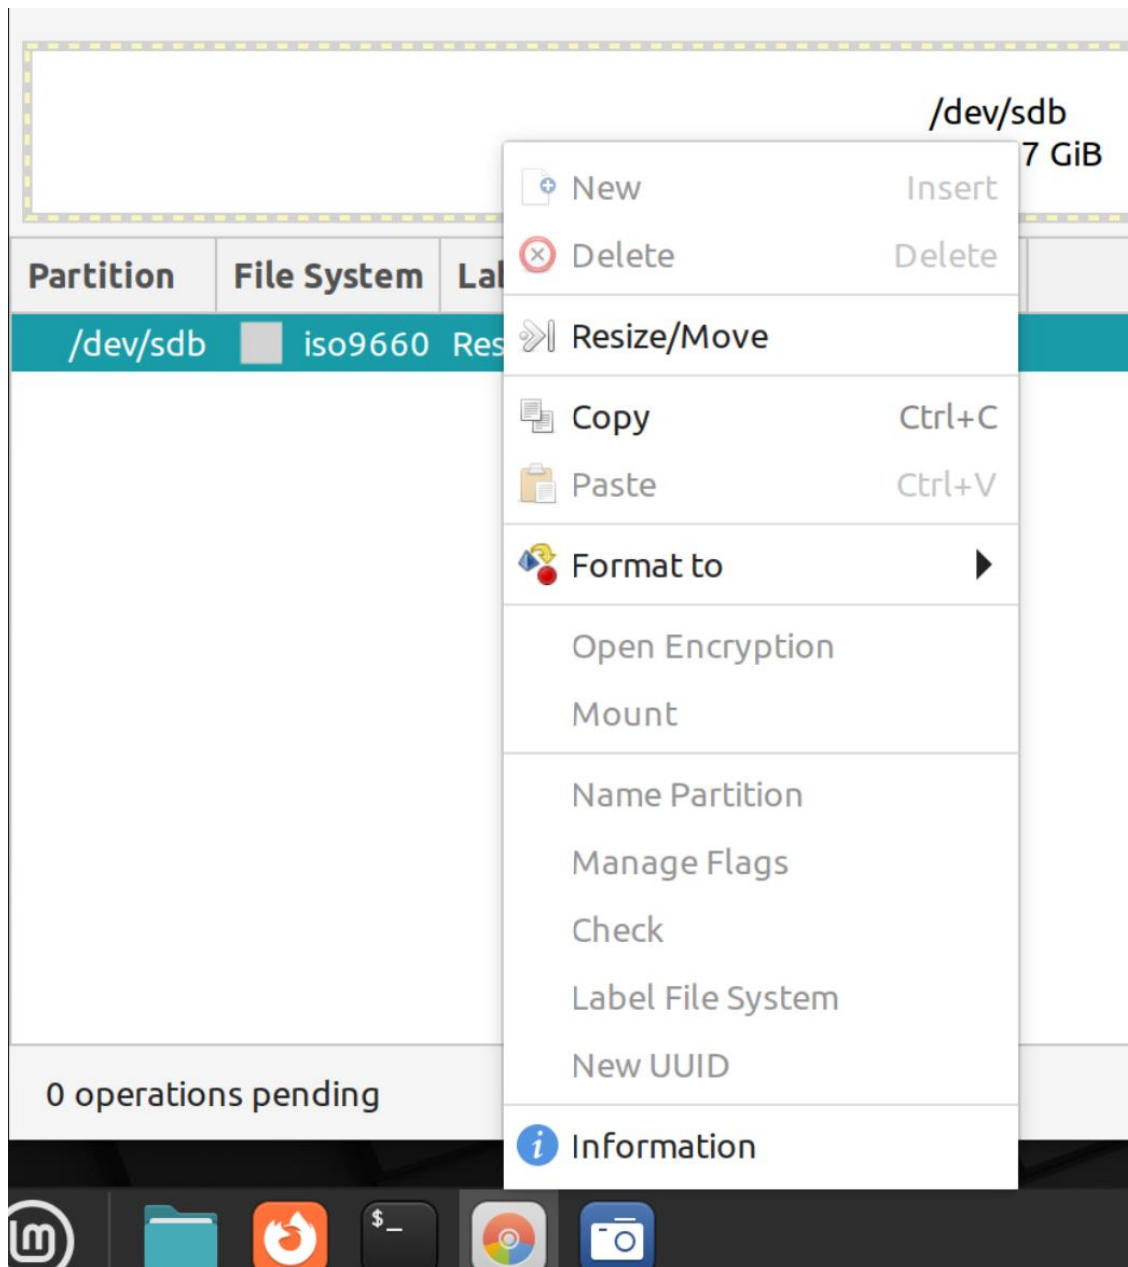 /dev/sdb
7 GiB
New Insert
Delete Delete
Partition File System
/dev/sdb iso9660
Resize/Move
Copy Ctrl+C
Paste Ctrl+V
Format to
Open Encryption
Mount
Name Partition
Manage Flags
Check
Label File System
New UUID
0 operations pending
Information
$_